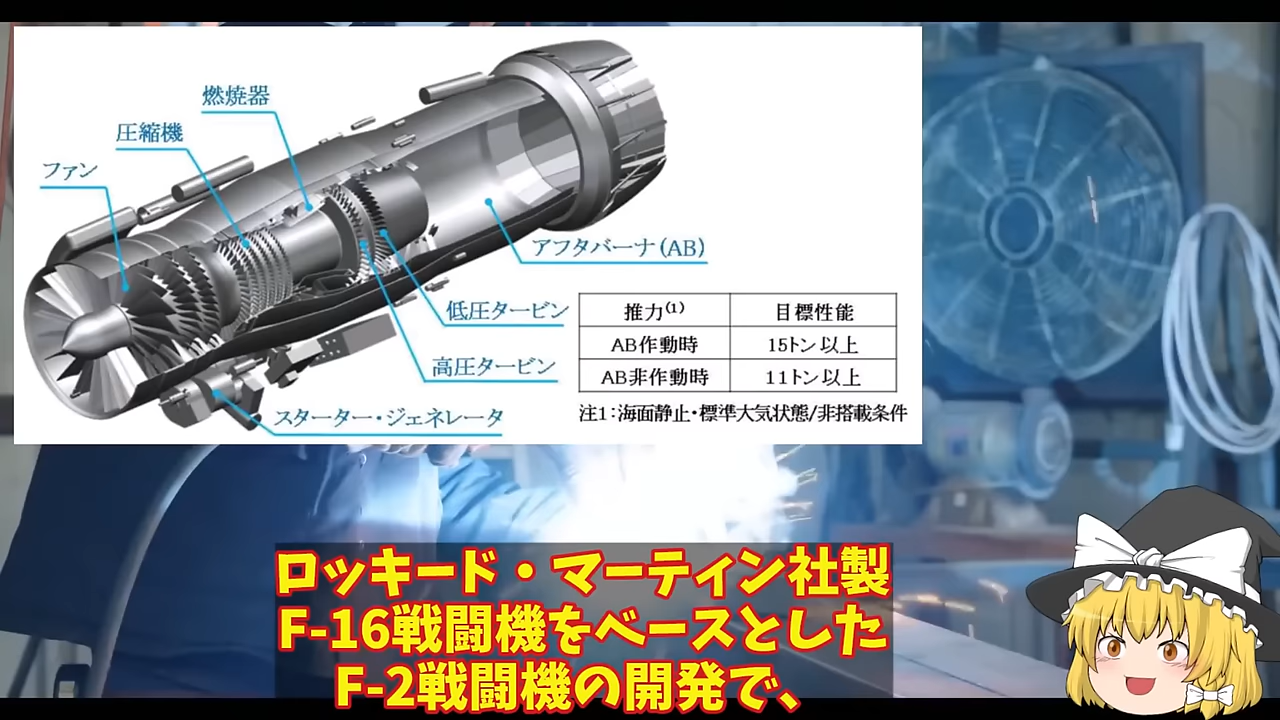 燃焼器
圧縮機
ファン
アフタバーナ(AB)
低圧タービン
高圧タービン
スターター・ジェネレータ
推力(1) 目標性能
AB作動時 15トン以上
AB非作動時 11トン以上
注1:海面静止・標準大気状態/非搭載条件
ロッキード・マーティン社製
F-16戦闘機をベースとした
F-2戦闘機の開発で、